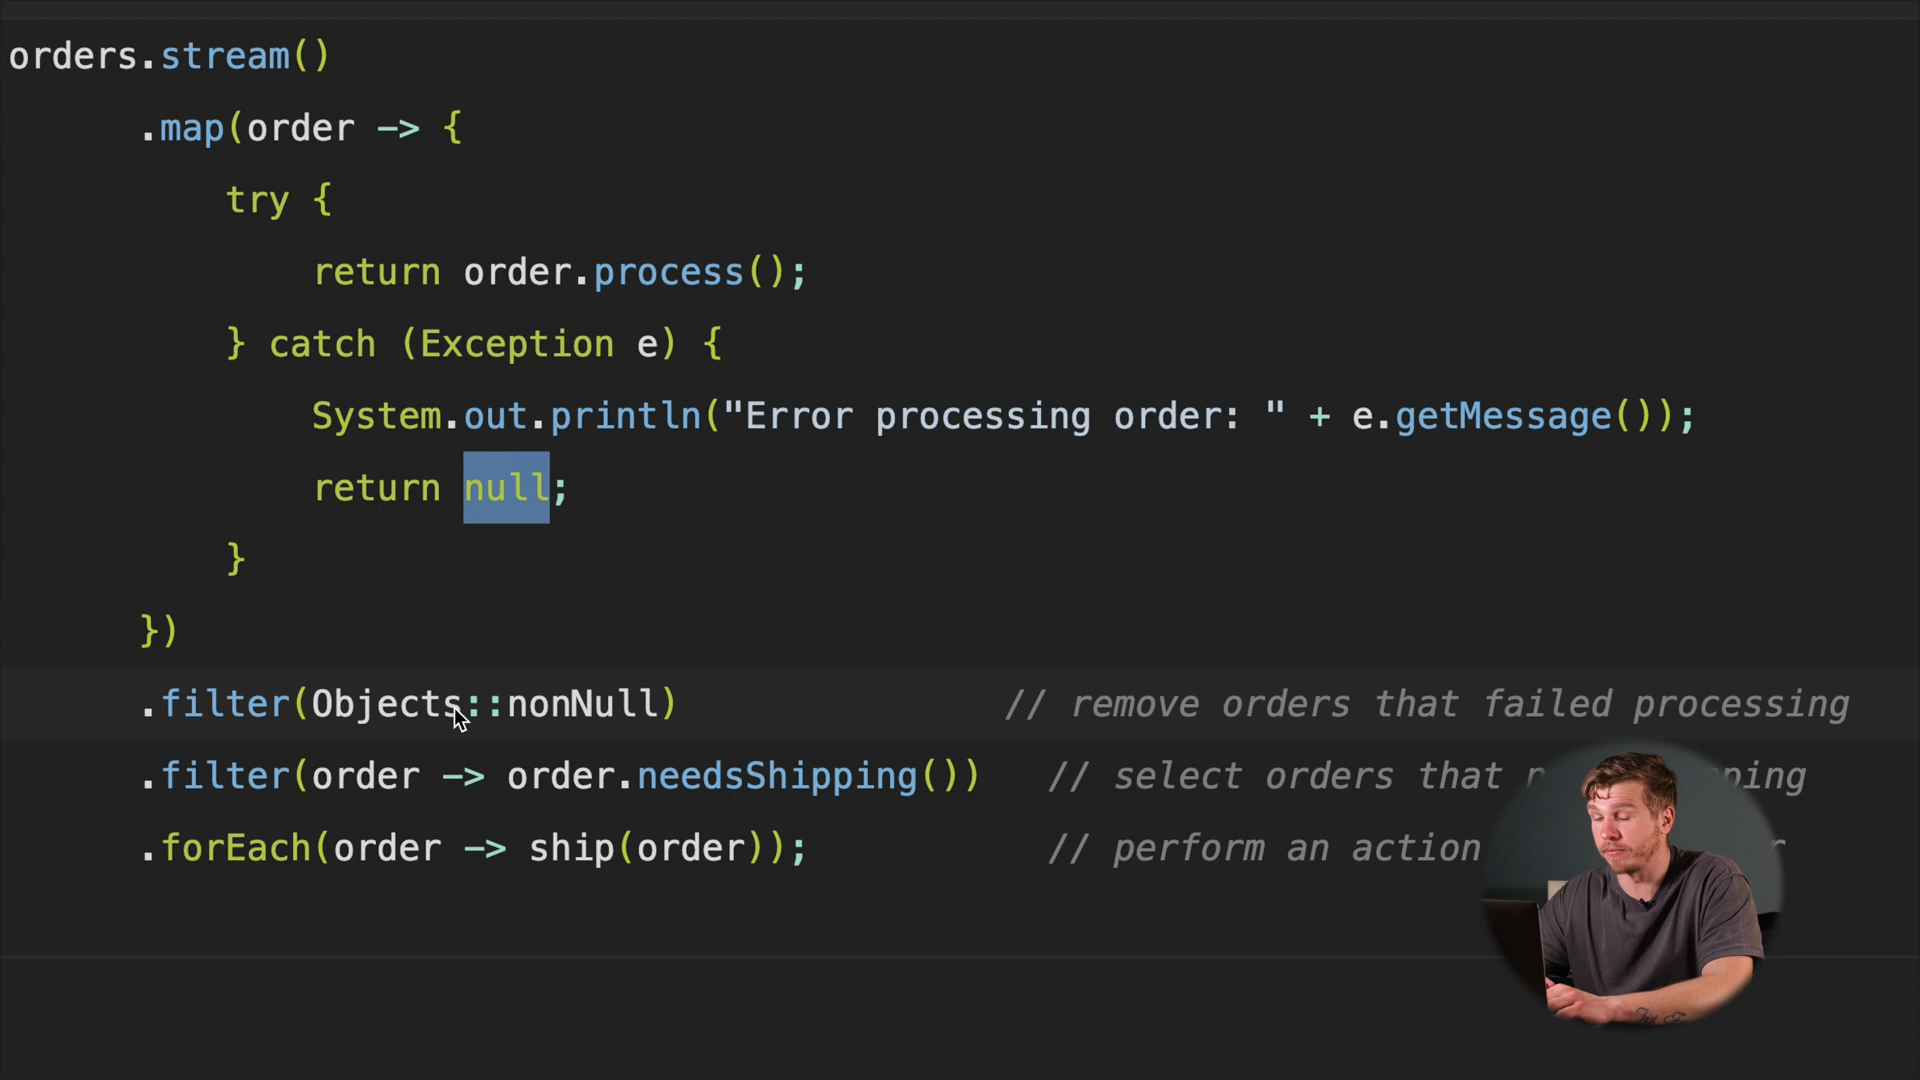 orders.stream()
.map(order -> {
try {
return order.process();
} catch (Exception e) {
System.out.println("Error processing order: " + e.getMessage());
return null;
}
})
.filter(Objects::nonNull) // remove orders that failed processing
.filter(order -> order.needsShipping()) // select orders that
.forEach(order -> ship(order)); // perform an action